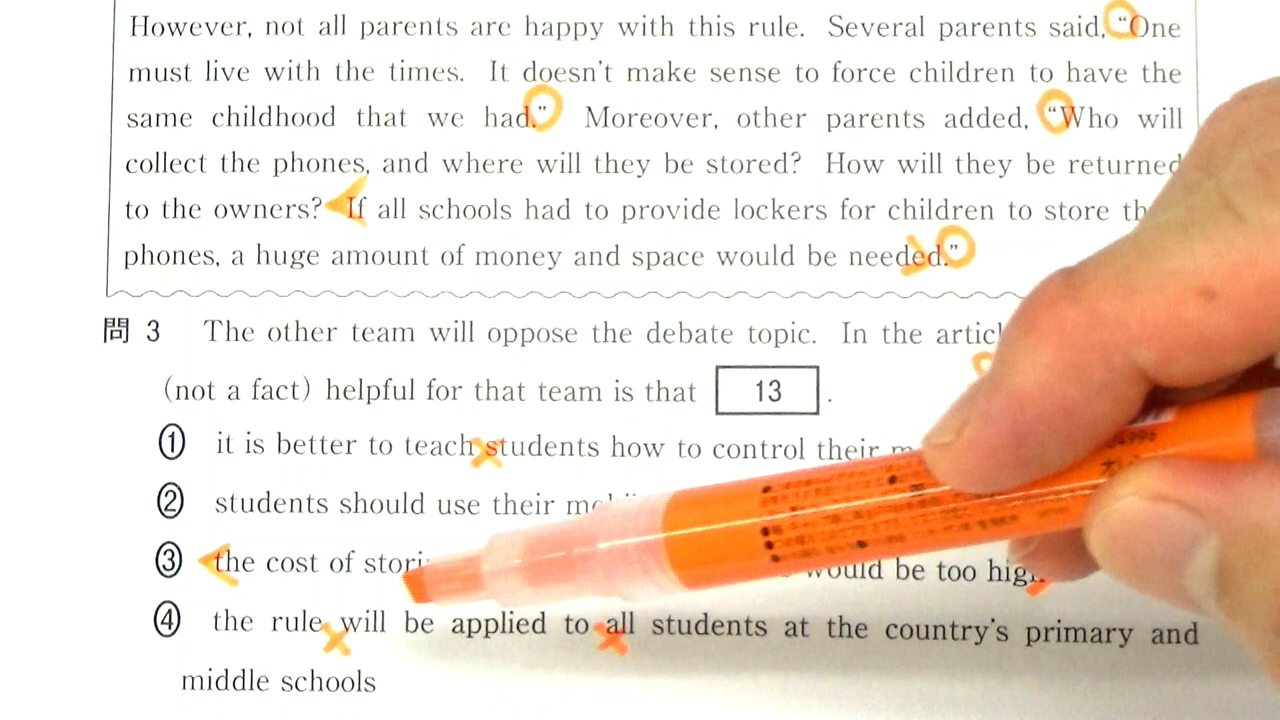 However, not all parents are happy with this rule. Several parents said, “One
must live with the times. It doesn't make sense to force children to have the
same childhood that we had.” Moreover, other parents added, “Who will
collect the phones, and where will they be stored? How will they be returned
to the owners? If all schools had to provide lockers for children to store
phones, a huge amount of money and space would be needed.”
問 3 The other team will oppose the debate topic. In the
(not a fact) helpful for that team is that 13 .
① it is better to teach students how to control their
② students should use their
③ the cost of would be too
④ the rule will be applied to all students at the country's primary and
middle schools